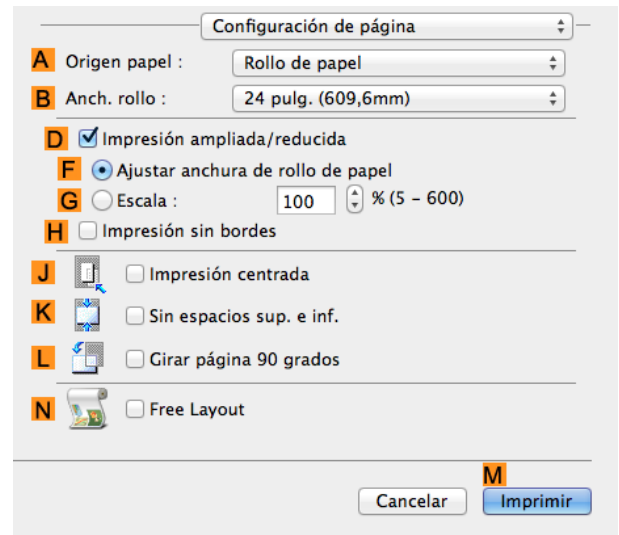 Configuración de página
A Origen papel : Rollo de papel
B Anch. rollo : 24 pulg. (609,6mm)
D Impresión ampliada/reducida
F Ajustar anchura de rollo de papel
G Escala : 100 % (5 – 600)
H Impresión sin bordes
J Impresión centrada
K Sin espacios sup. e inf.
L Girar página 90 grados
N Free Layout
M
Cancelar Imprimir